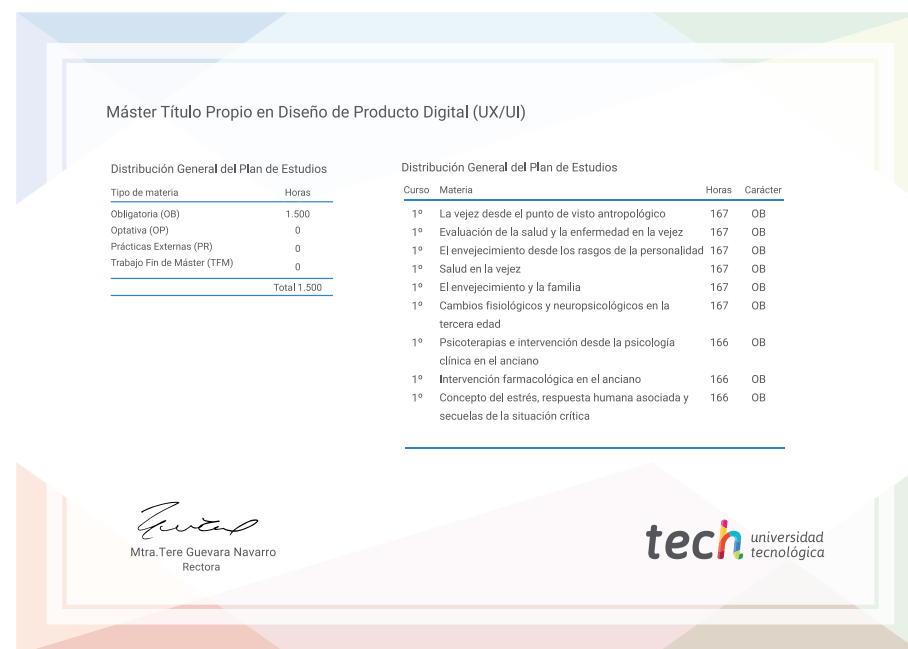 Máster Título Propio en Diseño de Producto Digital (UX/UI)
Distribución General del Plan de Estudios
Tipo de materia Horas
Obligatoria (OB) 1.500
Optativa (OP) 0
Prácticas Externas (PR) 0
Trabajo Fin de Máster (TFM) 0
Total 1.500
Distribución General del Plan de Estudios
Curso Materia Horas Carácter
1º La vejez desde el punto de visto antropológico 167 OB
1º Evaluación de la salud y la enfermedad en la vejez 167 OB
1º El envejecimiento desde los rasgos de la personalidad 167 OB
1º Salud en la vejez 167 OB
1º El envejecimiento y la familia 167 OB
1º Cambios fisiológicos y neuropsicológicos en la 167 OB
tercera edad
1º Psicoterapias e intervención desde la psicología 166 OB
clínica en el anciano
1º Intervención farmacológica en el anciano 166 OB
1º Concepto del estrés, respuesta humana asociada y 166 OB
secuelas de la situación crítica
Mtra.Tere Guevara Navarro
Rectora
tech universidad
tecnológica